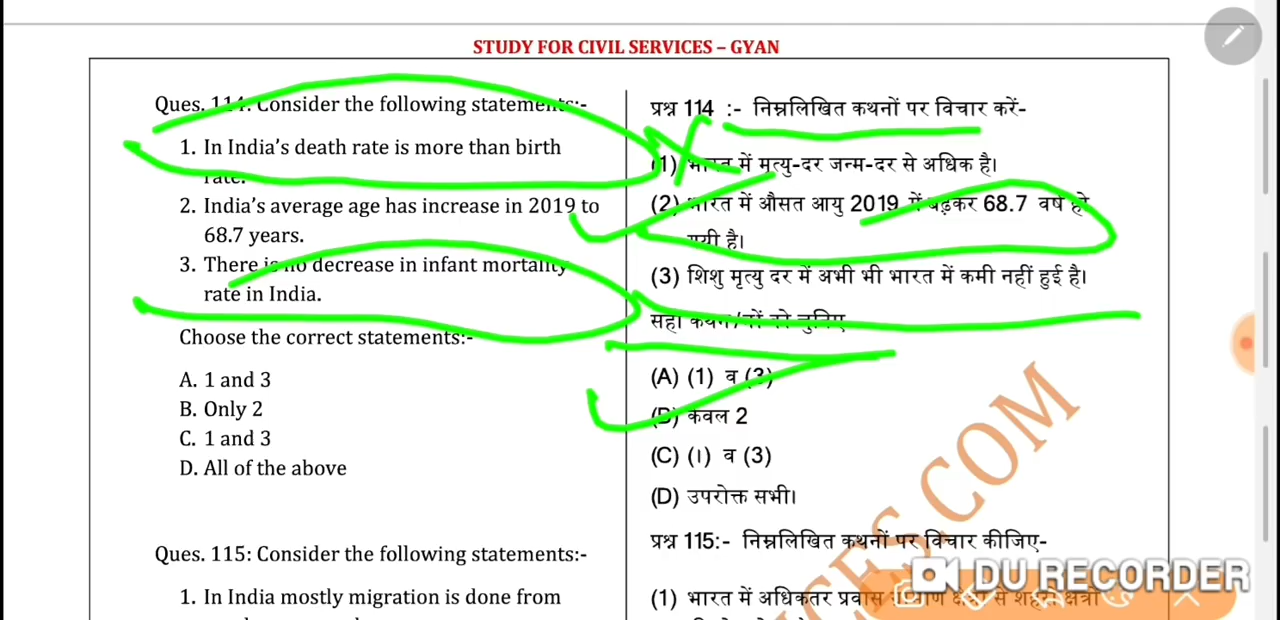 STUDY FOR CIVIL SERVICES – GYAN
Ques. 114: Consider the following statements:-
1. In India's death rate is more than birth
rate.
2. India's average age has increase in 2019 to
68.7 years.
3. There is no decrease in infant mortality
rate in India.
Choose the correct statements:-
A. 1 and 3
B. Only 2
C. 1 and 3
D. All of the above
Ques. 115: Consider the following statements:-
1. In India mostly migration is done from
प्रश्न 114 :- निम्नलिखित कथनों पर विचार करें-
(1) भारत में मृत्यु-दर जन्म-दर से अधिक है।
(2) भारत में औसत आयु 2019 में बढ़कर 68.7 वर्ष हो
गयी है।
(3) शिशु मृत्यु दर में अभी भी भारत में कमी नहीं हुई है।
सही कथन/नों को चुनिए
(A) (1) व (3)
(B) केवल 2
(C) (।) व (3)
(D) उपरोक्त सभी।
प्रश्न 115:- निम्नलिखित कथनों पर विचार कीजिए-
(1) भारत में अधिकतर प्रवास ग्रामीण क्षेत्रों से शहरी क्षेत्रों
ICES.COM
DU RECORDER